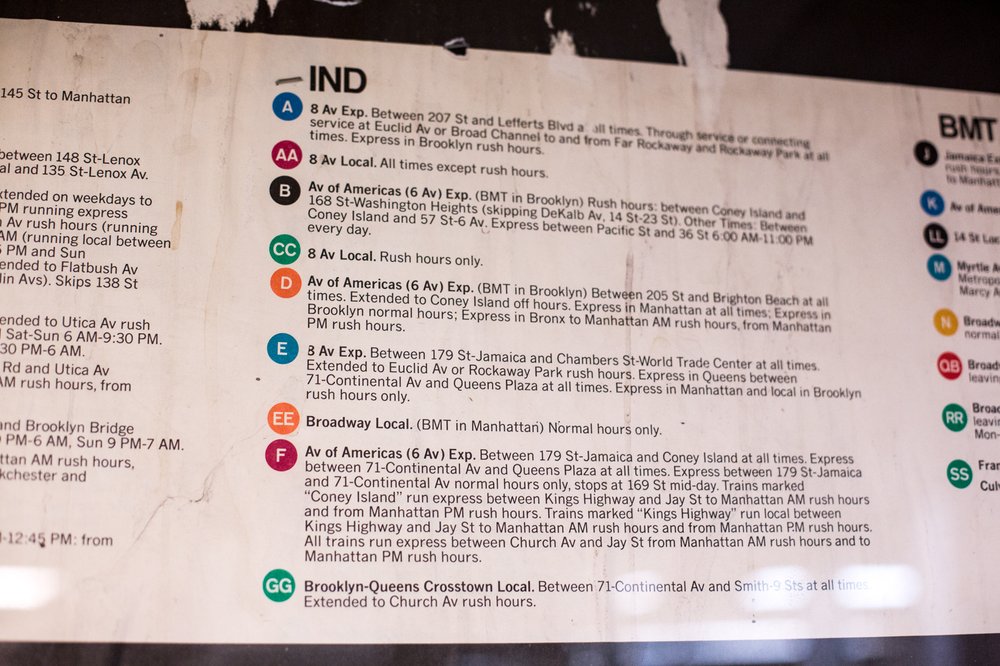 145 St to Manhattan
between 148 St-Lenox
al and 135 St-Lenox Av.
xtended on weekdays to
PM running express
Av rush hours (running
AM (running local between
PM and Sun
ended to Flatbush Av
lin Avs). Skips 138 St
ended to Utica Av rush
Sat-Sun 6 AM-9:30 PM.
30 PM-6 AM.
Rd and Utica Av
AM rush hours, from
and Brooklyn Bridge
PM-6 AM, Sun 9 PM-7 AM.
ttan AM rush hours,
kchester and
-12:45 PM: from
IND
A 8 Av Exp. Between 207 St and Lefferts Blvd a all times. Through service or connecting
service at Euclid Av or Broad Channel to and from Far Rockaway and Rockaway Park at all
times. Express in Brooklyn rush hours.
AA 8 Av Local. All times except rush hours.
B Av of Americas (6 Av) Exp. (BMT in Brooklyn) Rush hours: between Coney Island and
168 St-Washington Heights (skipping DeKalb Av, 14 St-23 St). Other Times: Between
Coney Island and 57 St-6 Av. Express between Pacific St and 36 St 6:00 AM-11:00 PM
every day.
CC 8 Av Local. Rush hours only.
D Av of Americas (6 Av) Exp. (BMT in Brooklyn) Between 205 St and Brighton Beach at all
times. Extended to Coney Island off hours. Express in Manhattan at all times; Express in
Brooklyn normal hours; Express in Bronx to Manhattan AM rush hours, from Manhattan
PM rush hours.
E 8 Av Exp. Between 179 St-Jamaica and Chambers St-World Trade Center at all times.
Extended to Euclid Av or Rockaway Park rush hours. Express in Queens between
71-Continental Av and Queens Plaza at all times. Express in Manhattan and local in Brooklyn
rush hours only.
EE Broadway Local. (BMT in Manhattan) Normal hours only.
F Av of Americas (6 Av) Exp. Between 179 St-Jamaica and Coney Island at all times. Express
between 71-Continental Av and Queens Plaza at all times. Express between 179 St-Jamaica
and 71-Continental Av normal hours only, stops at 169 St mid-day. Trains marked
“Coney Island” run express between Kings Highway and Jay St to Manhattan AM rush hours
and from Manhattan PM rush hours. Trains marked “Kings Highway” run local between
Kings Highway and Jay St to Manhattan AM rush hours and from Manhattan PM rush hours.
All trains run express between Church Av and Jay St from Manhattan AM rush hours and to
Manhattan PM rush hours.
GG Brooklyn-Queens Crosstown Local. Between 71-Continental Av and Smith-9 Sts at all times.
Extended to Church Av rush hours.
BMT
J Jamaica Ex
rush hours
to Manhatt
K Av of Amer
LL 14 St Loc
M Myrtle A
Metropo
Marcy A
N Broadw
normal
QB Broad
leavin
RR Broad
leavi
Mon-
SS Fran
Culv